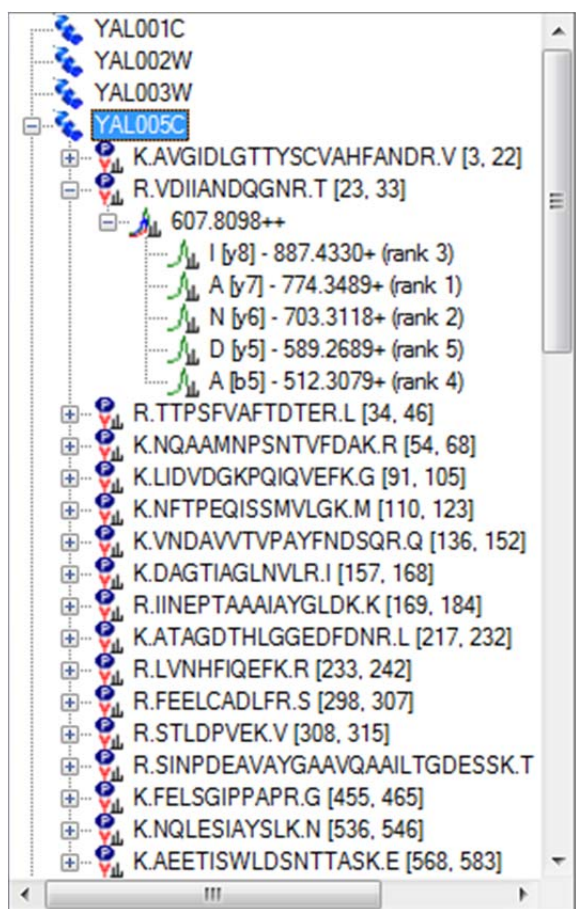 YAL001C
YAL002W
YAL003W
YAL005C
K.AVGIDLGTTYSCVAHFANDR.V [3, 22]
R.VDIIANDQGNR.T [23, 33]
607.8098++
I [y8] - 887.4330+ (rank 3)
A [y7] - 774.3489+ (rank 1)
N [y6] - 703.3118+ (rank 2)
D [y5] - 589.2689+ (rank 5)
A [b5] - 512.3079+ (rank 4)
R.TTPSFVAFTDTER.L [34, 46]
K.NQAAMNPSNTVFDAK.R [54, 68]
K.LIDVDGKPQIQVEFK.G [91, 105]
K.NFTPEQISSMVLGK.M [110, 123]
K.VNDAVVTVPAYFNDSQR.Q [136, 152]
K.DAGTIAGLNVLR.I [157, 168]
R.IINEPTAAAIAYGLDK.K [169, 184]
K.ATAGDTHLGGEDFDNR.L [217, 232]
R.LVNHFIQEFK.R [233, 242]
R.FEELCADLFR.S [298, 307]
R.STLDPVEK.V [308, 315]
R.SINPDEAVAYGAAVQAAILTGDESSK.T
K.FELSGIPPAPR.G [455, 465]
K.NQLESIAYSLK.N [536, 546]
K.AEETISWLDSNTTASK.E [568, 583]